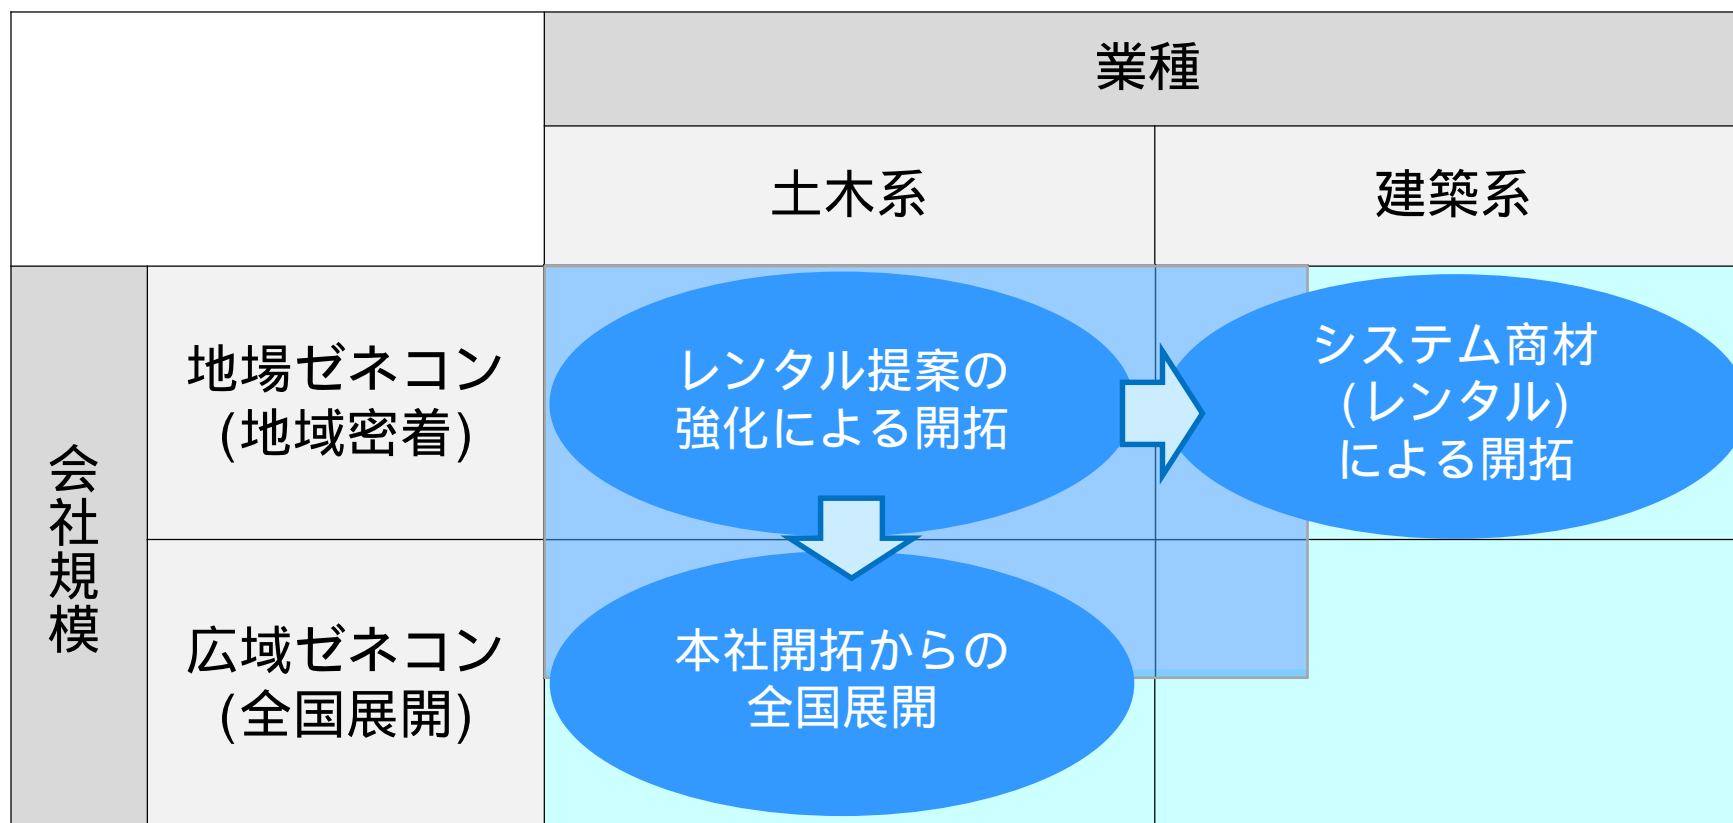 業種
土木系
建築系
会社規模
地場ゼネコン
(地域密着)
レンタル提案の
強化による開拓
システム商材
(レンタル)
による開拓
広域ゼネコン
(全国展開)
本社開拓からの
全国展開